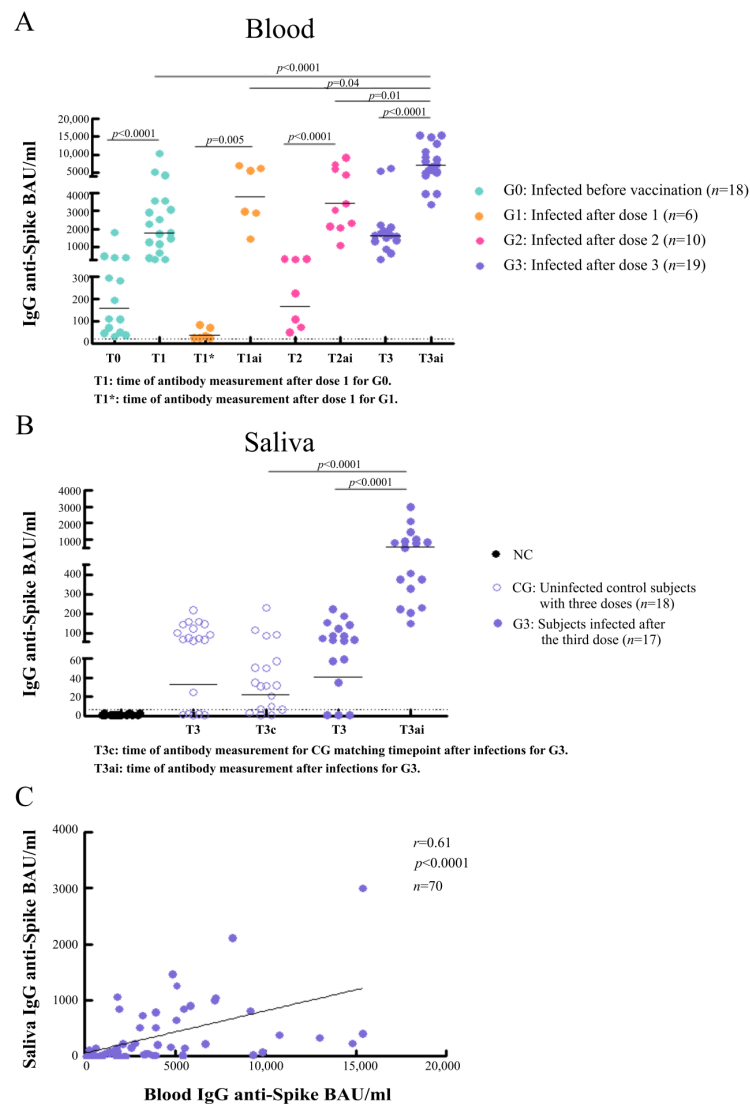 A
Blood
p<0.0001
p=0.04
p=0.01
p<0.0001
p<0.0001
p=0.005
p<0.0001
IgG anti-Spike BAU/ml
20,000
15,000
10,000
5000
4000
3000
2000
1000
300
200
100
0
T0 T1 T1* T1ai T2 T2ai T3 T3ai
G0: Infected before vaccination (n=18)
G1: Infected after dose 1 (n=6)
G2: Infected after dose 2 (n=10)
G3: Infected after dose 3 (n=19)
T1: time of antibody measurement after dose 1 for G0.
T1*: time of antibody measurement after dose 1 for G1.
B
Saliva
p<0.0001
p<0.0001
IgG anti-Spike BAU/ml
4000
3000
2000
1000
400
300
200
100
60
40
20
0
T3 T3c T3 T3ai
NC
CG: Uninfected control subjects
with three doses (n=18)
G3: Subjects infected after
the third dose (n=17)
T3c: time of antibody measurement for CG matching timepoint after infections for G3.
T3ai: time of antibody measurement after infections for G3.
C
Saliva IgG anti-Spike BAU/ml
4000
3000
2000
1000
0
r=0.61
p<0.0001
n=70
0 5000 10,000 15,000 20,000
Blood IgG anti-Spike BAU/ml